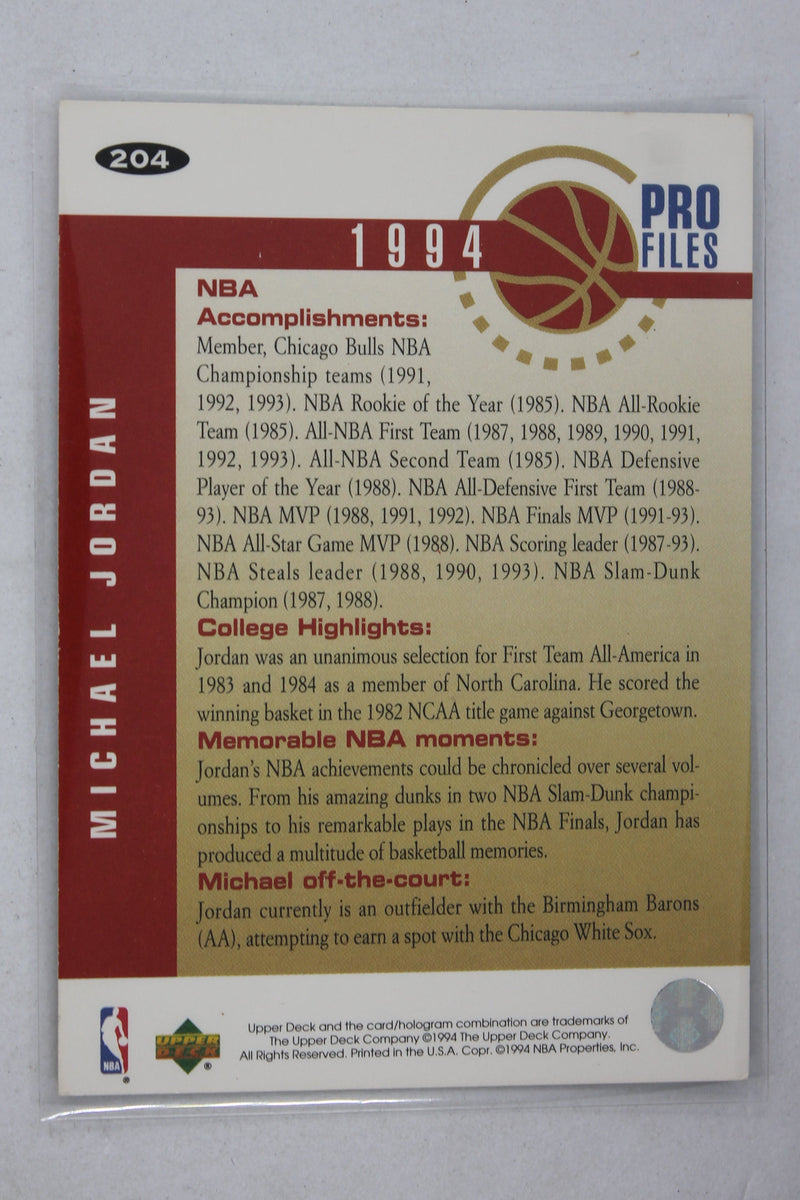 204
PRO
FILES
1994
MICHAEL JORDAN
NBA
Accomplishments:
Member, Chicago Bulls NBA
Championship teams (1991,
1992, 1993). NBA Rookie of the Year (1985). NBA All-Rookie
Team (1985). All-NBA First Team (1987, 1988, 1989, 1990, 1991,
1992, 1993). All-NBA Second Team (1985). NBA Defensive
Player of the Year (1988). NBA All-Defensive First Team (1988-
93). NBA MVP (1988, 1991, 1992). NBA Finals MVP (1991-93).
NBA All-Star Game MVP (1988). NBA Scoring leader (1987-93).
NBA Steals leader (1988, 1990, 1993). NBA Slam-Dunk
Champion (1987, 1988).
College Highlights:
Jordan was an unanimous selection for First Team All-America in
1983 and 1984 as a member of North Carolina. He scored the
winning basket in the 1982 NCAA title game against Georgetown.
Memorable NBA moments:
Jordan's NBA achievements could be chronicled over several vol-
umes. From his amazing dunks in two NBA Slam-Dunk champi-
onships to his remarkable plays in the NBA Finals, Jordan has
produced a multitude of basketball memories.
Michael off-the-court:
Jordan currently is an outfielder with the Birmingham Barons
(AA), attempting to earn a spot with the Chicago White Sox.
NBA ®
UPPER
DECK ®
Upper Deck and the card/hologram combination are trademarks of
The Upper Deck Company ©1994 The Upper Deck Company.
All Rights Reserved. Printed in the U.S.A. Copr. ©1994 NBA Properties, Inc.